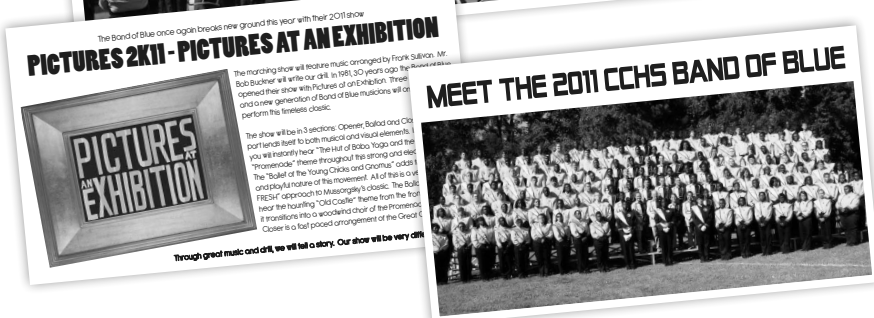 The Band of Blue once again breaks new ground this year with their 2011 show
PICTURES 2K11 - PICTURES AT AN EXHIBITION
PICTURES
AT
AN
EXHIBITION
The marching show will feature music arranged by Frank Sullivan. Mr.
Bob Buckner will write our drill. In 1981, 30 years ago the Band of Blue
opened their show with Pictures at an Exhibition. Three
and a new generation of Band of Blue musicians will
perform this timeless classic.
The show will be in 3 sections: Opener, Ballad and
part lends itself to both musical and visual elements.
you will instantly hear "The Hut of Baba Yaga and the
"Promenade" theme throughout this strong and
The "Ballet of the Young Chicks and Gnomus" adds
and playful nature of this movement. All of this is a
FRESH" approach to Mussorgsky's classic. The
hear the haunting "Old Castle" theme from the
it transitions into a woodwind choir of the
Closer is a fast paced arrangement of the Great
Through great music and drill, we will tell a story. Our show will be very
MEET THE 2011 CCHS BAND OF BLUE